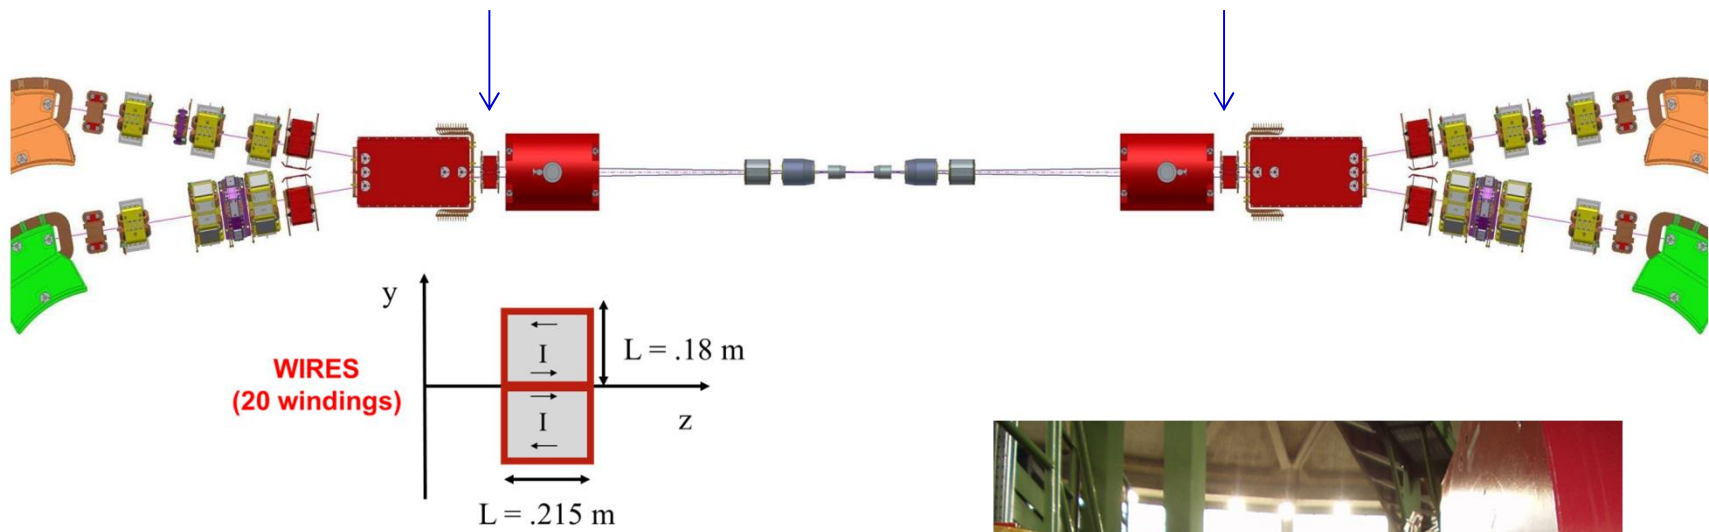 y
I
L = .18 m
WIRES
(20 windings)
I
z
L = .215 m